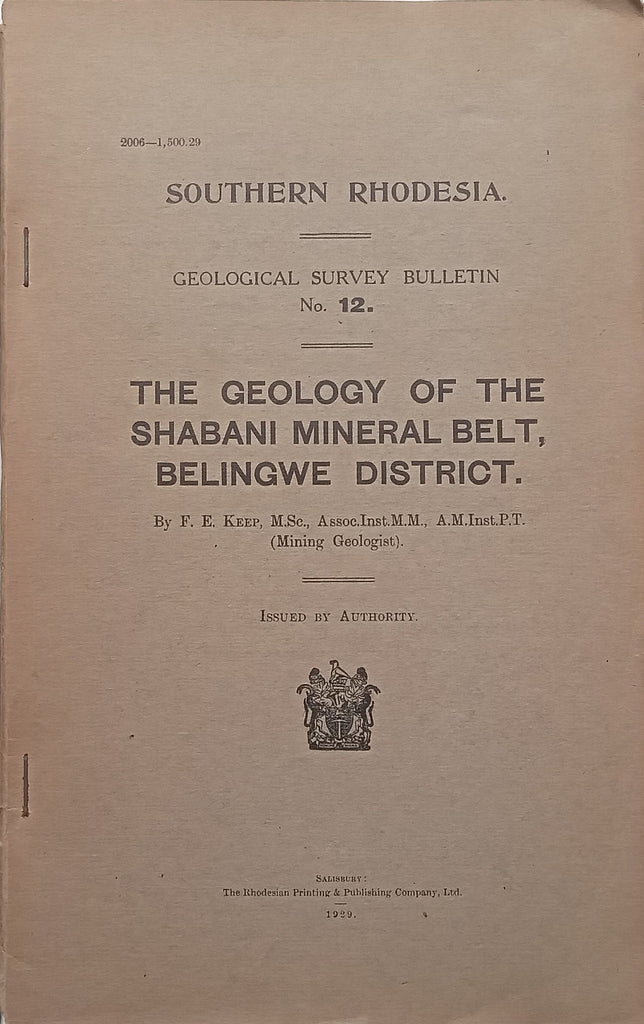 2006—1,500.29
SOUTHERN RHODESIA.
GEOLOGICAL SURVEY BULLETIN
No. 12.
THE GEOLOGY OF THE
SHABANI MINERAL BELT,
BELINGWE DISTRICT.
By F. E. KEEP, M.Sc., Assoc.Inst.M.M., A.M.Inst.P.T.
(Mining Geologist).
ISSUED BY AUTHORITY.
SALISBURY:
The Rhodesian Printing & Publishing Company, Ltd.
1929.